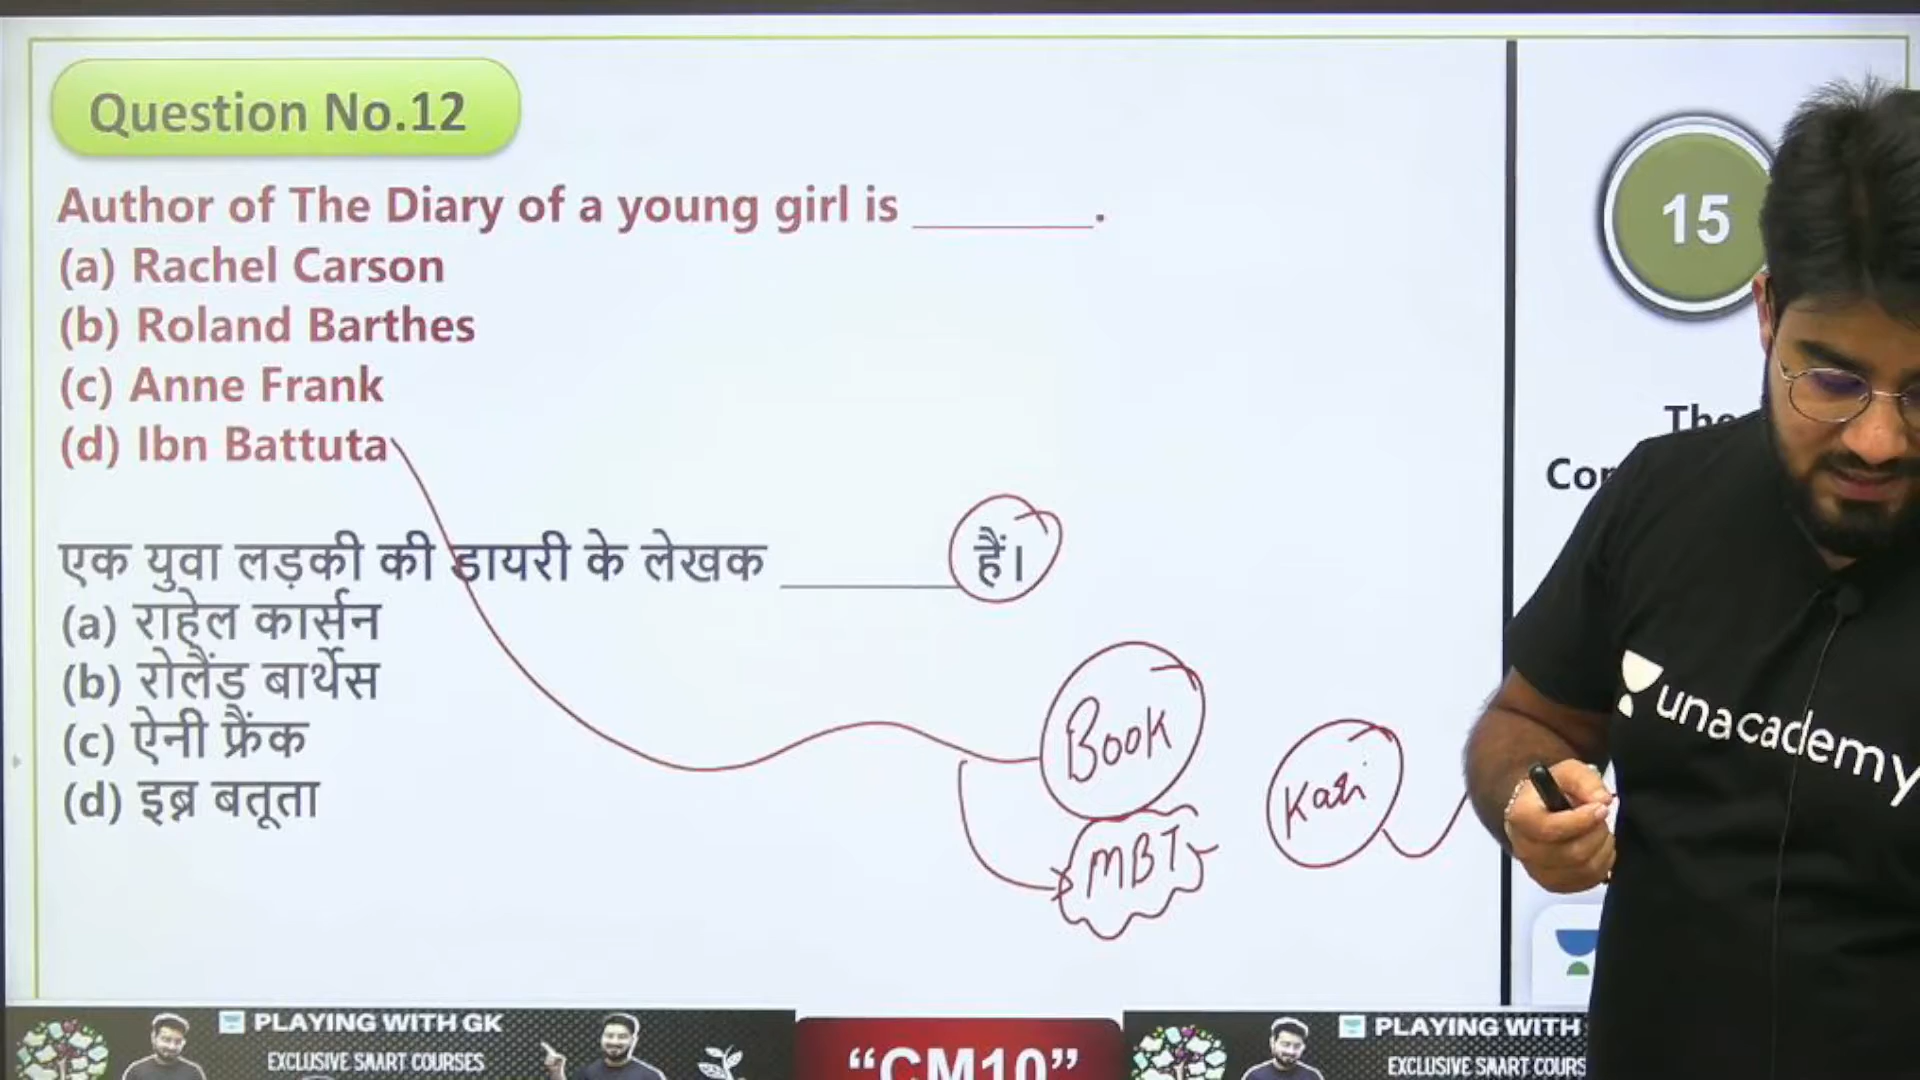 Question No.12
Author of The Diary of a young girl is ________.
(a) Rachel Carson
(b) Roland Barthes
(c) Anne Frank
(d) Ibn Battuta
एक युवा लड़की की डायरी के लेखक ________ हैं।
(a) राहेल कार्सन
(b) रोलैंड बार्थेस
(c) ऐनी फ्रैंक
(d) इब्न बतूता
Book
MBT
15
unacademy
PLAYING WITH GK
EXCLUSIVE SMART COURSES
“CM10”
PLAYING WITH
EXCLUSIVE SMART COURS